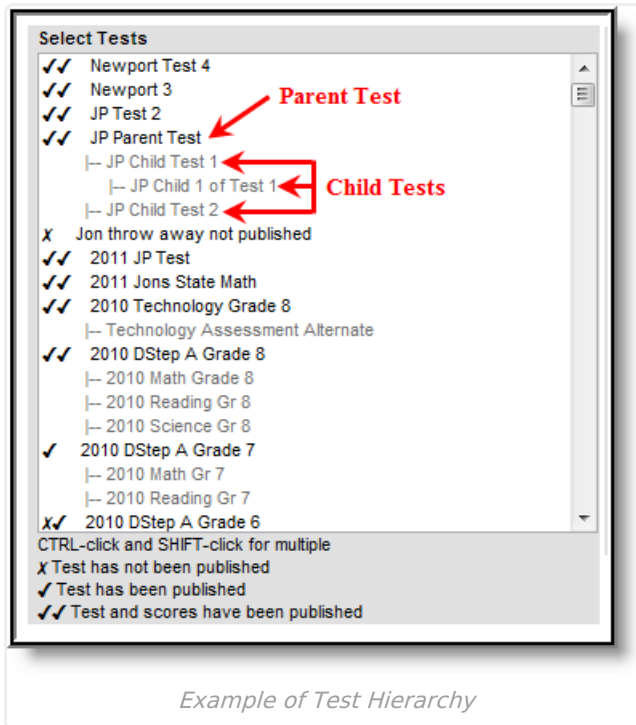 Select Tests
✓✓ Newport Test 4
✓✓ Newport 3
Parent Test
✓✓ JP Test 2
✓✓ JP Parent Test
|-- JP Child Test 1
|-- JP Child 1 of Test 1
Child Tests
|-- JP Child Test 2
✗ Jon throw away not published
✓✓ 2011 JP Test
✓✓ 2011 Jons State Math
✓✓ 2010 Technology Grade 8
|-- Technology Assessment Alternate
✓✓ 2010 DStep A Grade 8
|-- 2010 Math Grade 8
|-- 2010 Reading Gr 8
|-- 2010 Science Gr 8
✓ 2010 DStep A Grade 7
|-- 2010 Math Gr 7
|-- 2010 Reading Gr 7
✗✓ 2010 DStep A Grade 6
CTRL-click and SHIFT-click for multiple
✗ Test has not been published
✓ Test has been published
✓✓ Test and scores have been published
Example of Test Hierarchy